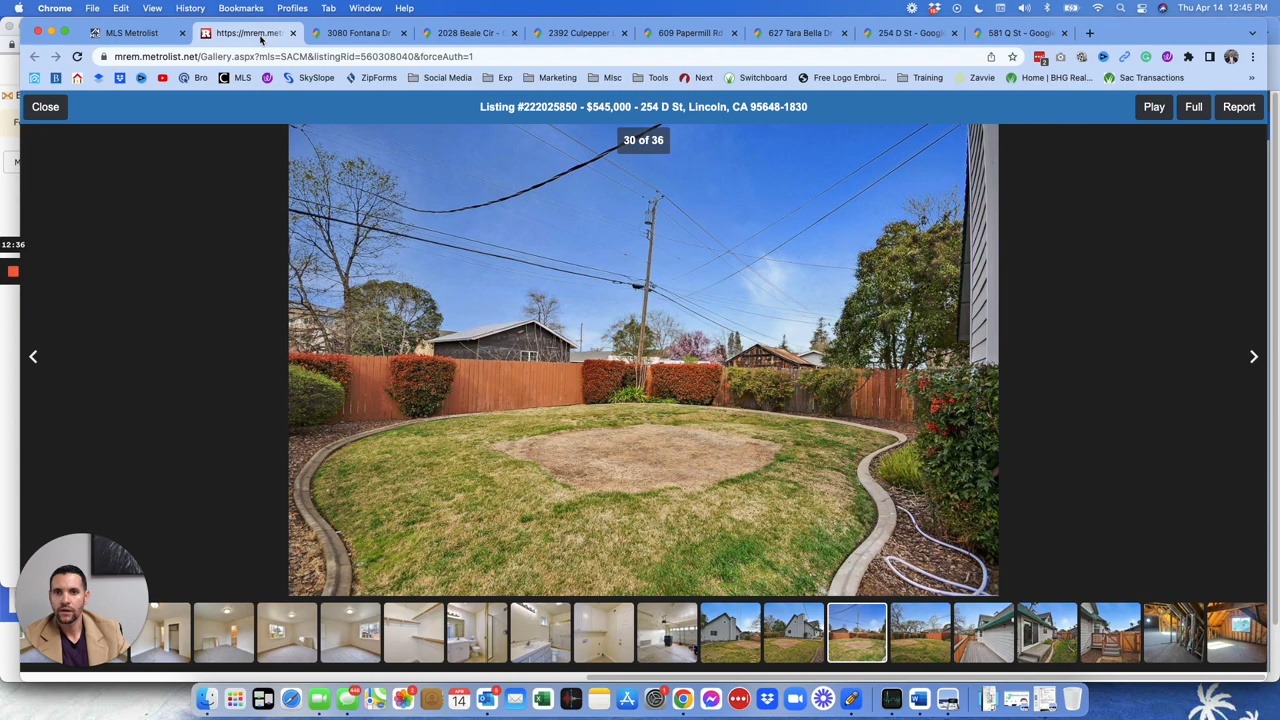 Chrome File Edit View History Bookmarks Profiles Tab Window Help Thu Apr 14 12:45 PM
MLS Metrolist https://mrem.met 3080 Fontana Dr 2028 Beale Cir - 2392 Culpepper 609 Papermill Rd 627 Tara Bella Dr 254 D St - Google 581 Q St - Google
mrem.metrolist.net/Gallery.aspx?mls=SACM&listingRid=560308040&forceAuth=1
Bro MLS SkySlope ZipForms Social Media Exp Marketing MIsc Tools Next Switchboard Free Logo Embroi... Training Zavvie Home | BHG Real... Sac Transactions
Close Listing #222025850 - $545,000 - 254 D St, Lincoln, CA 95648-1830 Play Full Report
30 of 36
12:36